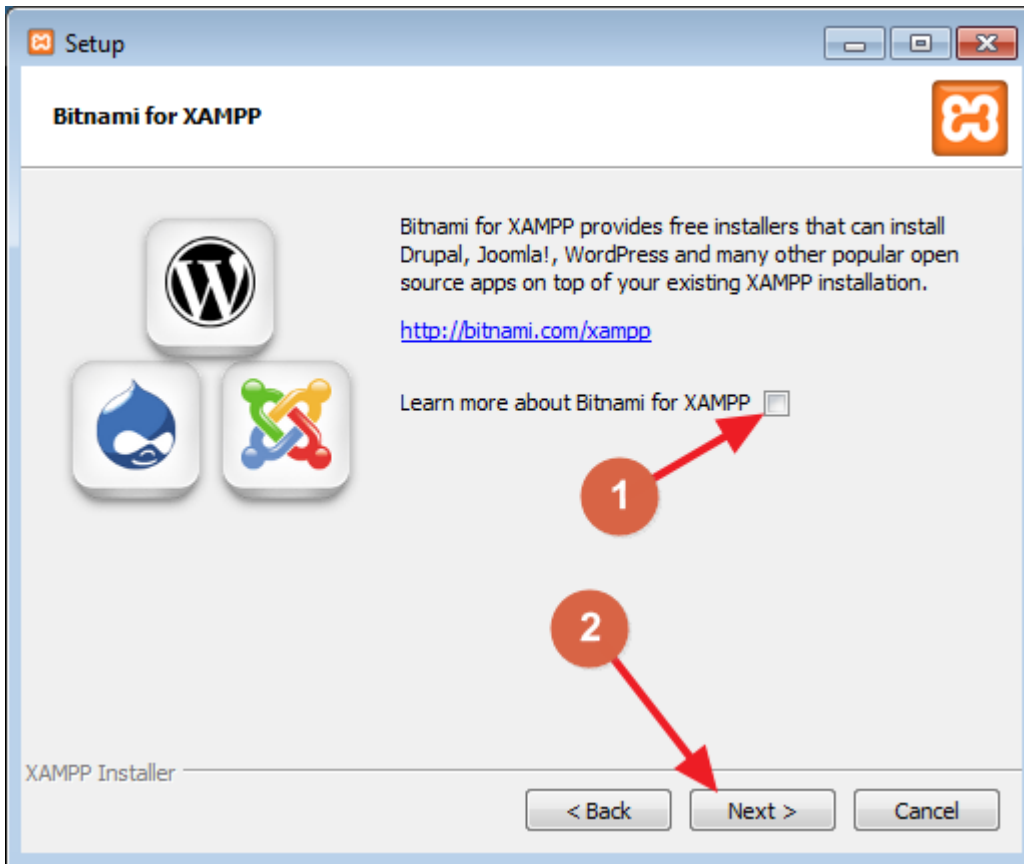 Setup
Bitnami for XAMPP
Bitnami for XAMPP provides free installers that can install
Drupal, Joomla!, WordPress and many other popular open
source apps on top of your existing XAMPP installation.
http://bitnami.com/xampp
Learn more about Bitnami for XAMPP
1
2
XAMPP Installer
< Back Next > Cancel